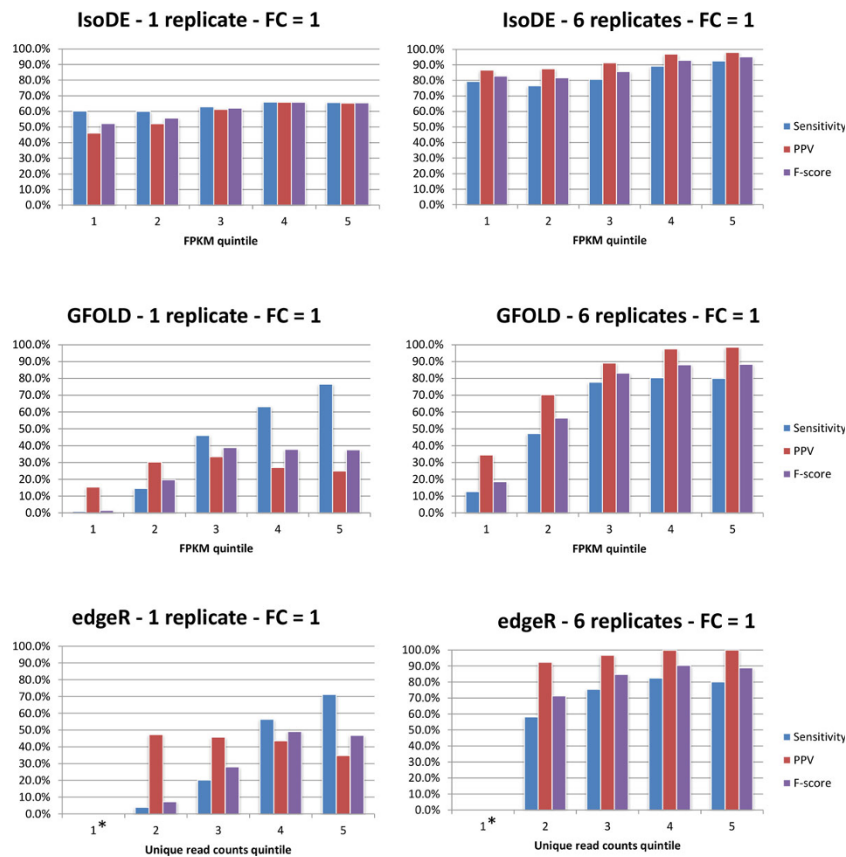 IsoDE - 1 replicate - FC = 1
100.0%
90.0%
80.0%
70.0%
60.0%
50.0%
40.0%
30.0%
20.0%
10.0%
0.0%
1 2 3 4 5
FPKM quintile
IsoDE - 6 replicates - FC = 1
100.0%
90.0%
80.0%
70.0%
60.0%
50.0%
40.0%
30.0%
20.0%
10.0%
0.0%
1 2 3 4 5
FPKM quintile
Sensitivity
PPV
F-score
GFOLD - 1 replicate - FC = 1
100.0%
90.0%
80.0%
70.0%
60.0%
50.0%
40.0%
30.0%
20.0%
10.0%
0.0%
1 2 3 4 5
FPKM quintile
GFOLD - 6 replicates - FC = 1
100.0%
90.0%
80.0%
70.0%
60.0%
50.0%
40.0%
30.0%
20.0%
10.0%
0.0%
1 2 3 4 5
FPKM quintile
Sensitivity
PPV
F-score
edgeR - 1 replicate - FC = 1
100.0%
90.0%
80.0%
70.0%
60.0%
50.0%
40.0%
30.0%
20.0%
10.0%
0.0%
1* 2 3 4 5
Unique read counts quintile
edgeR - 6 replicates - FC = 1
100.0%
90.0%
80.0%
70.0%
60.0%
50.0%
40.0%
30.0%
20.0%
10.0%
0.0%
1* 2 3 4 5
Unique read counts quintile
Sensitivity
PPV
F-score